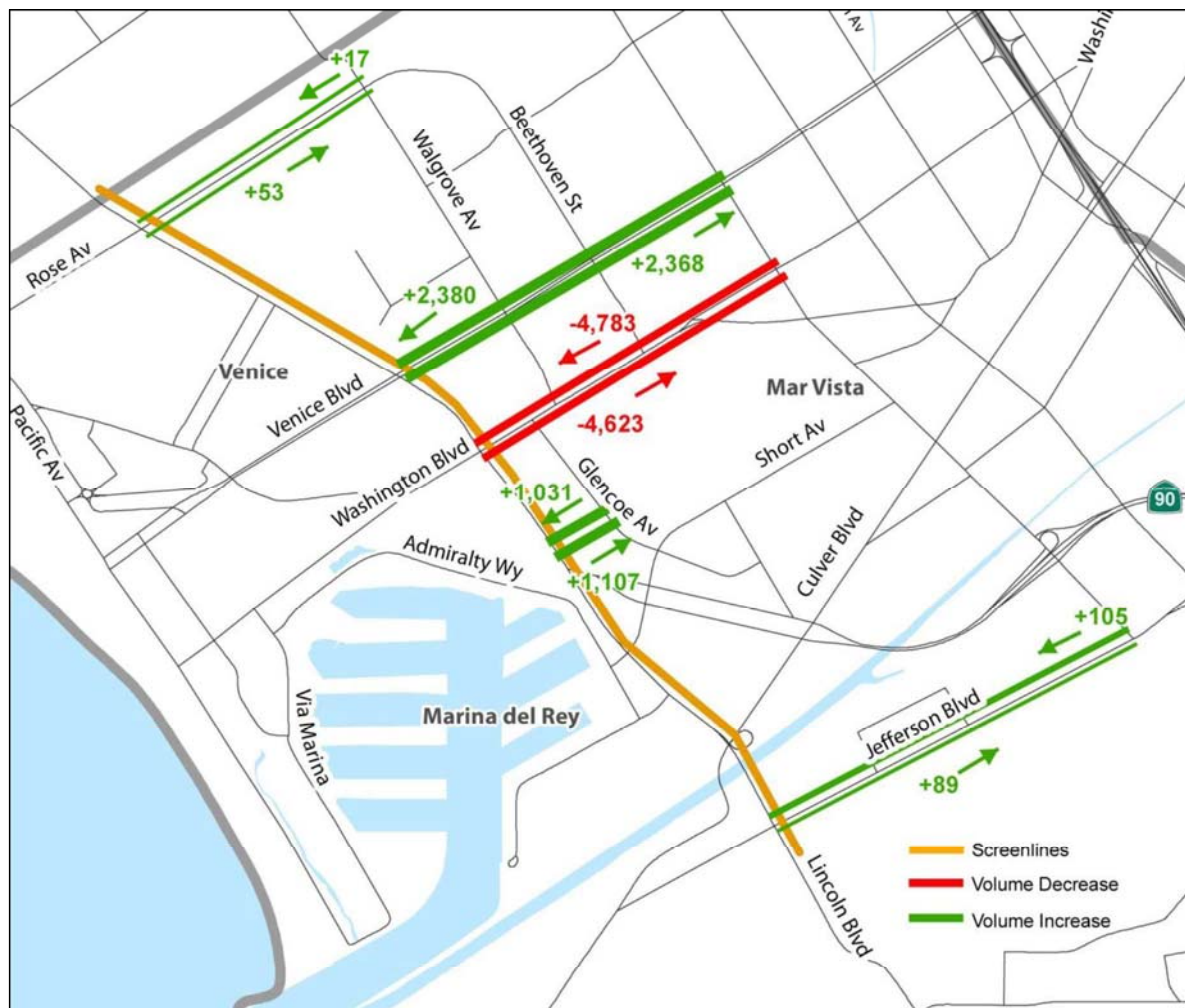 Av
Washin
+17
Walgrove Av
Beethoven St
+53
Rose Av
+2,368
+2,380
-4,783
Venice
Venice Blvd
Mar Vista
-4,623
Pacific Av
Washington Blvd
Short Av
Glencoe Av
+1,031
90
Culver Blvd
Admiralty Wy
+1,107
+105
Via Marina
Marina del Rey
Jefferson Blvd
+89
Lincoln Blvd
Screenlines
Volume Decrease
Volume Increase